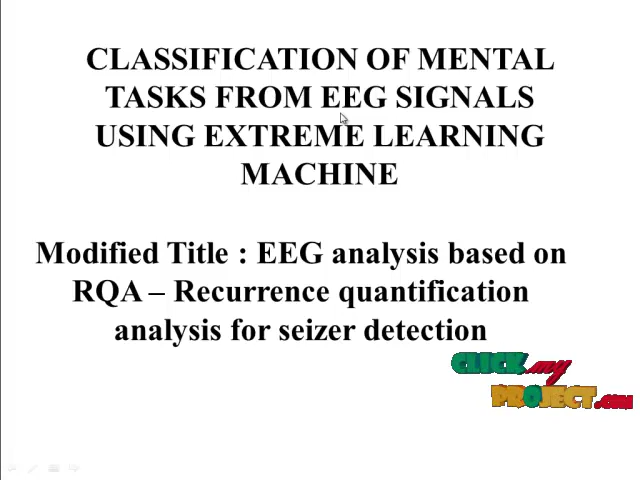 CLASSIFICATION OF MENTAL
TASKS FROM EEG SIGNALS
USING EXTREME LEARNING
MACHINE
Modified Title : EEG analysis based on
RQA – Recurrence quantification
analysis for seizer detection
CLICK my
PROJECT.com